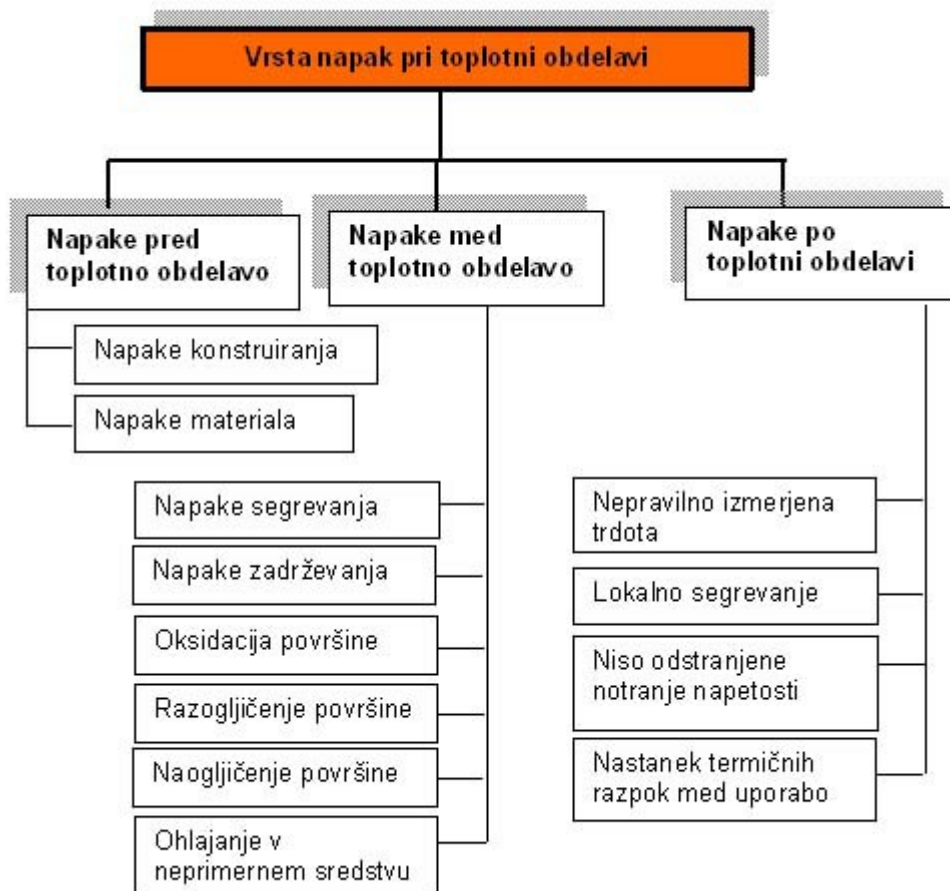 Vrsta napak pri toplotni obdelavi
Napake pred
toplotno obdelavo
Napake konstruiranja
Napake materiala
Napake med
toplotno obdelavo
Napake segrevanja
Napake zadrževanja
Oksidacija površine
Razogljičenje površine
Naogljičenje površine
Ohlajanje v
neprimernem sredstvu
Napake po
toplotni obdelavi
Nepravilno izmerjena
trdota
Lokalno segrevanje
Niso odstranjene
notranje napetosti
Nastanek termičnih
razpok med uporabo